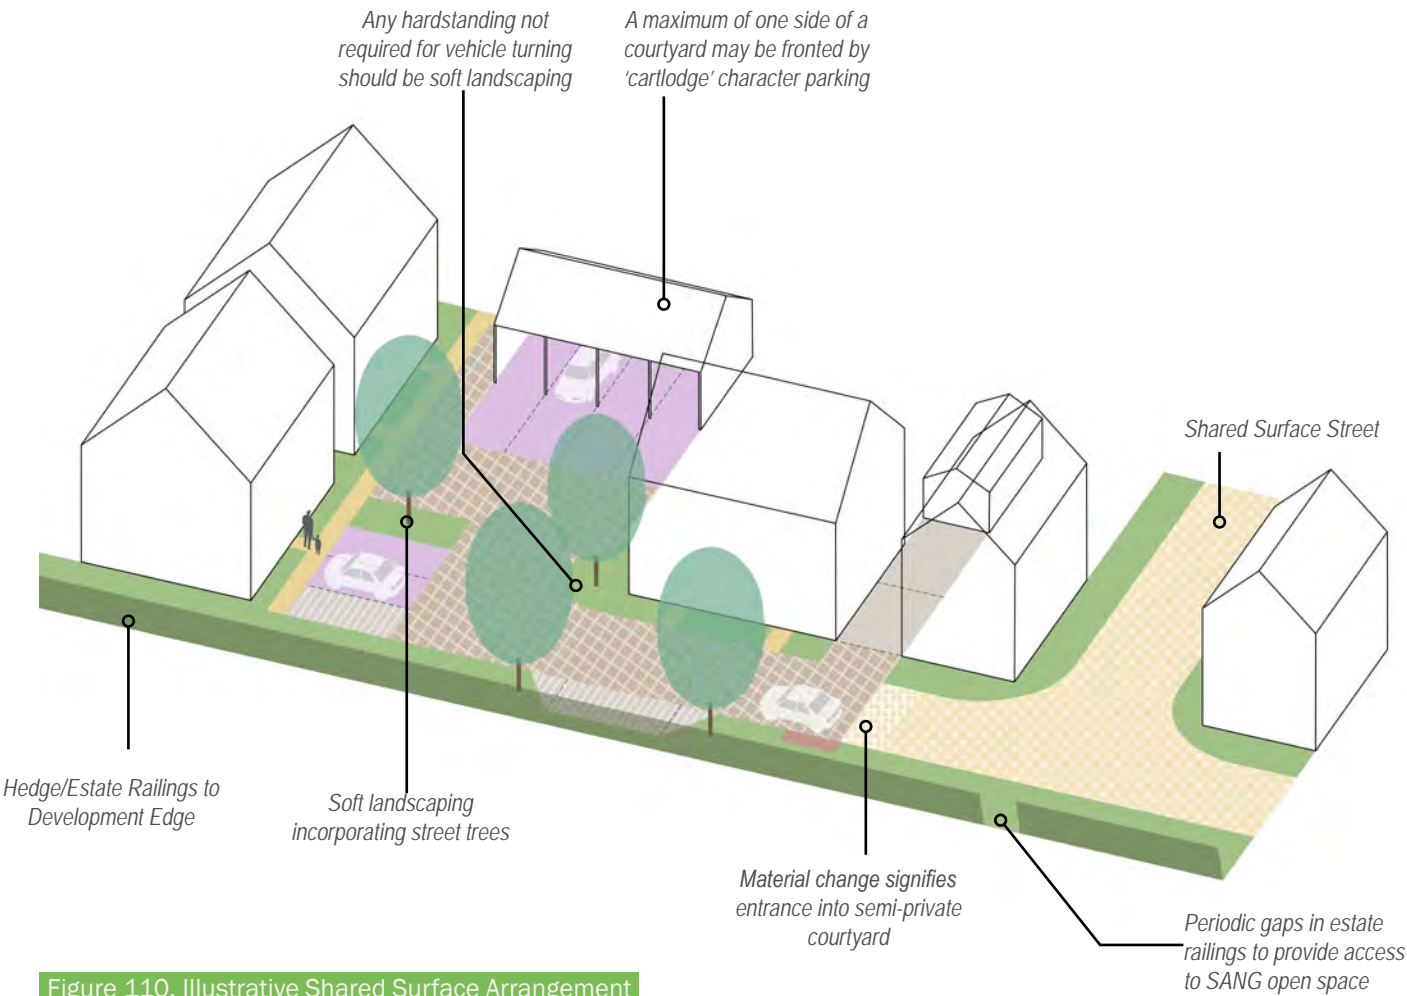 Any hardstanding not
required for vehicle turning
should be soft landscaping
A maximum of one side of a
courtyard may be fronted by
‘cartlodge’ character parking
Shared Surface Street
Hedge/Estate Railings to
Development Edge
Soft landscaping
incorporating street trees
Material change signifies
entrance into semi-private
courtyard
Periodic gaps in estate
railings to provide access
to SANG open space
Figure 110. Illustrative Shared Surface Arrangement